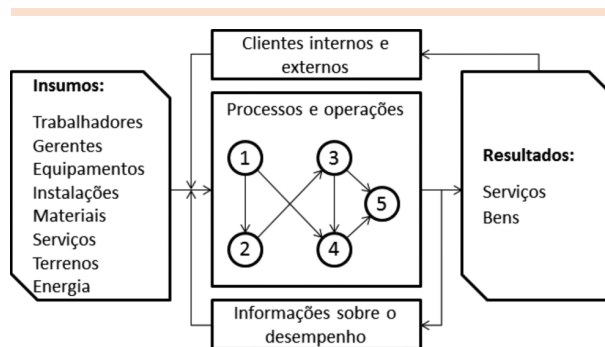 Clientes internos e
externos
Insumos:
Trabalhadores
Gerentes
Equipamentos
Instalações
Materiais
Serviços
Terrenos
Energia
Processos e operações
1
3
5
2
4
Resultados:
Serviços
Bens
Informações sobre o
desempenho